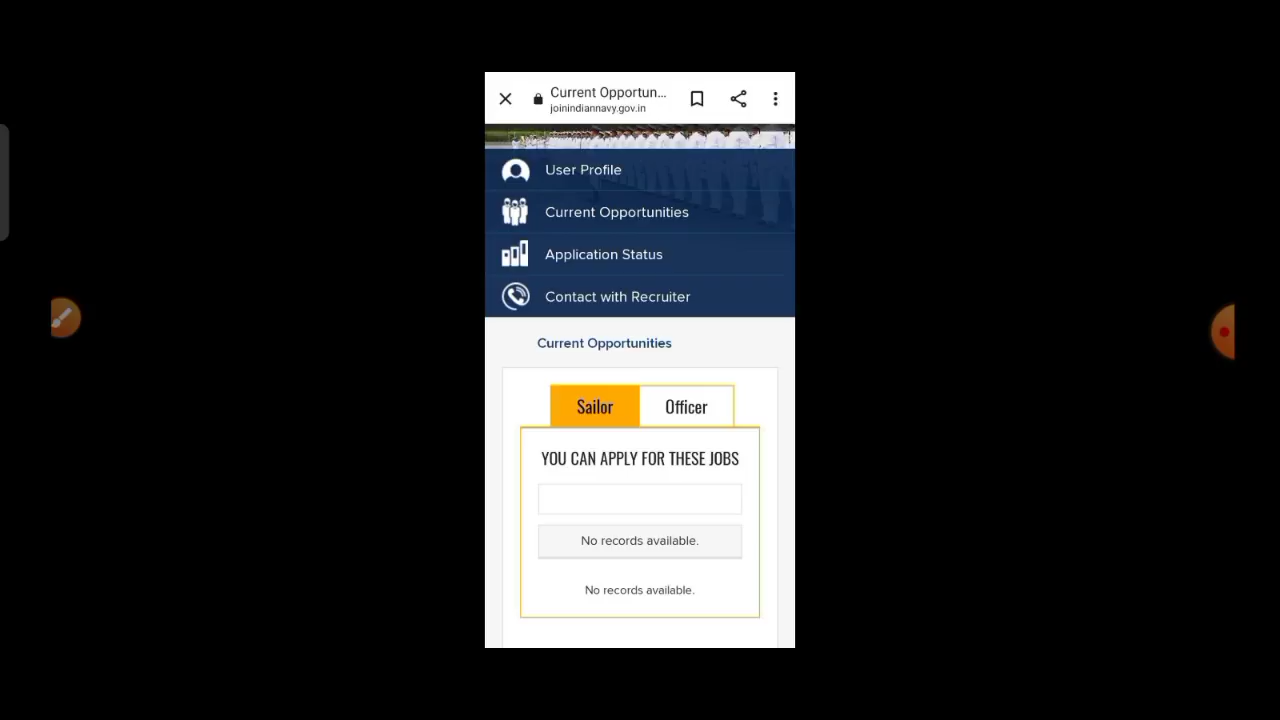 Current Opportun...
joinindiannavy.gov.in
User Profile
Current Opportunities
Application Status
Contact with Recruiter
Current Opportunities
Sailor Officer
YOU CAN APPLY FOR THESE JOBS
No records available.
No records available.